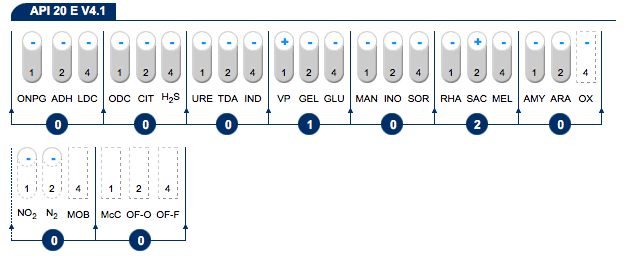 API 20 E V4.1
- - - - - - - - - + - - - - - - + - - - -
1 2 4 1 2 4 1 2 4 1 2 4 1 2 4 1 2 4 1 2 4
ONPG ADH LDC ODC CIT H₂S URE TDA IND VP GEL GLU MAN INO SOR RHA SAC MEL AMY ARA OX
0 0 0 1 0 2 0
- -
1 2 4 1 2 4
NO₂ N₂ MOB McC OF-O OF-F
0 0